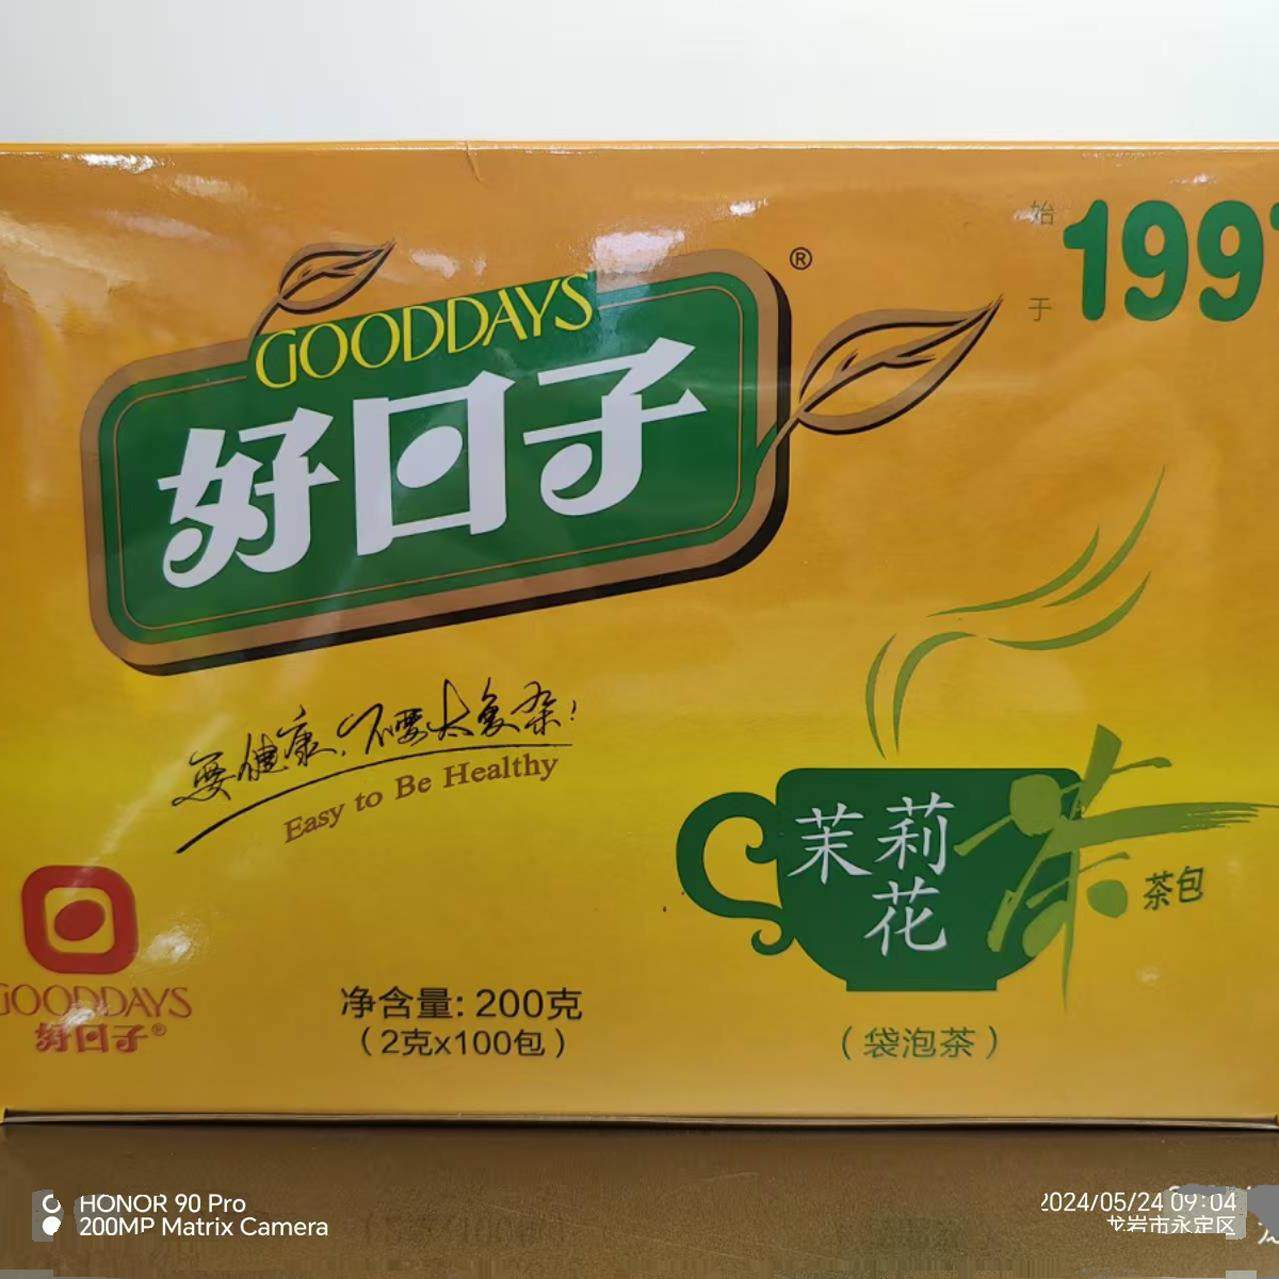 始于 199
GOODDAYS ®
好日子
要健康,不要太复杂!
Easy to Be Healthy
茉莉花
茶
茶包
GOODDAYS
好日子®
净含量: 200克
(2克x100包)
(袋泡茶)
HONOR 90 Pro
200MP Matrix Camera
2024/05/24 09:04
龙岩市永定区